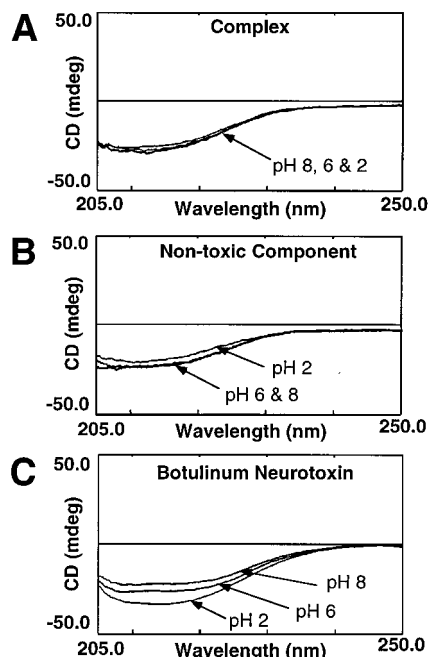 A
50.0
Complex
CD (mdeg)
pH 8, 6 & 2
-50.0
205.0
Wavelength (nm)
250.0
B
50.0
Non-toxic Component
CD (mdeg)
pH 2
pH 6 & 8
-50.0
205.0
Wavelength (nm)
250.0
C
50.0
Botulinum Neurotoxin
CD (mdeg)
pH 8
pH 6
pH 2
-50.0
205.0
Wavelength (nm)
250.0